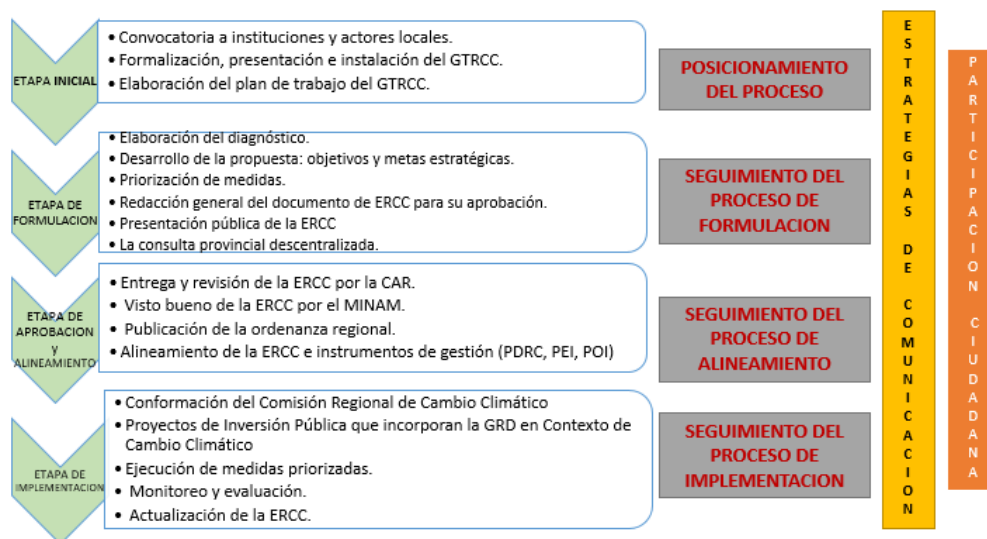 ETAPA INICIAL
• Convocatoria a instituciones y actores locales.
• Formalización, presentación e instalación del GTRCC.
• Elaboración del plan de trabajo del GTRCC.
POSICIONAMIENTO
DEL PROCESO
ETAPA DE
FORMULACION
• Elaboración del diagnóstico.
• Desarrollo de la propuesta: objetivos y metas estratégicas.
• Priorización de medidas.
• Redacción general del documento de ERCC para su aprobación.
• Presentación pública de la ERCC
• La consulta provincial descentralizada.
SEGUIMIENTO DEL
PROCESO DE
FORMULACION
ETAPA DE
APROBACION
y
ALINEAMIENTO
• Entrega y revisión de la ERCC por la CAR.
• Visto bueno de la ERCC por el MINAM.
• Publicación de la ordenanza regional.
• Alineamiento de la ERCC e instrumentos de gestión (PDRC, PEI, POI)
SEGUIMIENTO DEL
PROCESO DE
ALINEAMIENTO
ETAPA DE
IMPLEMENTACION
• Conformación del Comisión Regional de Cambio Climático
• Proyectos de Inversión Pública que incorporan la GRD en Contexto de
Cambio Climático
• Ejecución de medidas priorizadas.
• Monitoreo y evaluación.
• Actualización de la ERCC.
SEGUIMIENTO DEL
PROCESO DE
IMPLEMENTACION
ESTRATEGIAS DE COMUNICACION
PARTICIPACION CIUDADANA